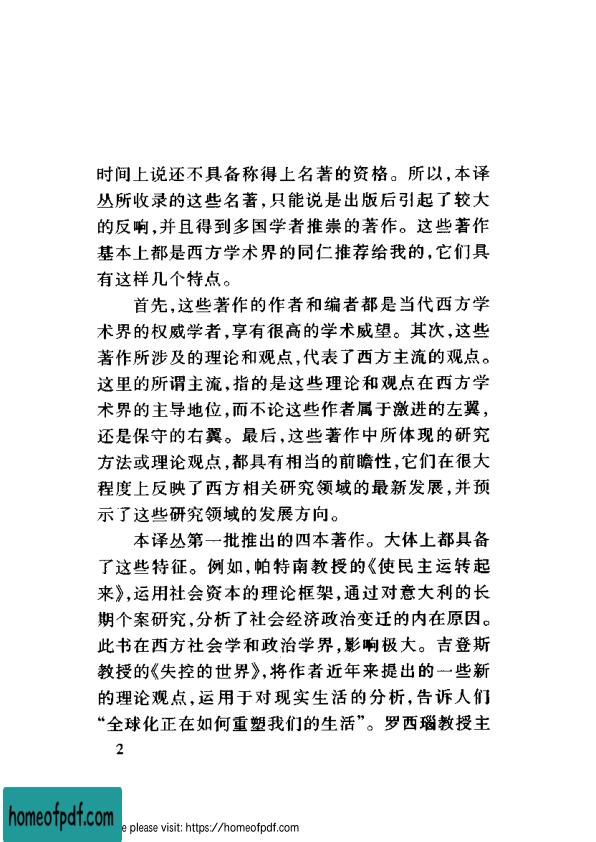 时间上说还不具备称得上名著的资格。所以,本译
丛所收录的这些名著,只能说是出版后引起了较大
的反响,并且得到多国学者推崇的著作。这些著作
基本上都是西方学术界的同仁推荐给我的,它们具
有这样几个特点。
首先,这些著作的作者和编者都是当代西方学
术界的权威学者,享有很高的学术威望。其次,这些
著作所涉及的理论和观点,代表了西方主流的观点。
这里的所谓主流,指的是这些理论和观点在西方学
术界的主导地位,而不论这些作者属于激进的左翼,
还是保守的右翼。最后,这些著作中所体现的研究
方法或理论观点,都具有相当的前瞻性,它们在很大
程度上反映了西方相关研究领域的最新发展,并预
示了这些研究领域的发展方向。
本译丛第一批推出的四本著作。大体上都具备
了这些特征。例如,帕特南教授的《使民主运转起
来》,运用社会资本的理论框架,通过对意大利的长
期个案研究,分析了社会经济政治变迁的内在原因。
此书在西方社会学和政治学界,影响极大。吉登斯
教授的《失控的世界》,将作者近年来提出的一些新
的理论观点,运用于对现实生活的分析,告诉人们
“全球化正在如何重塑我们的生活”。罗西瑙教授主
2
homeofpdf.com
e please visit: https://homeofpdf.com